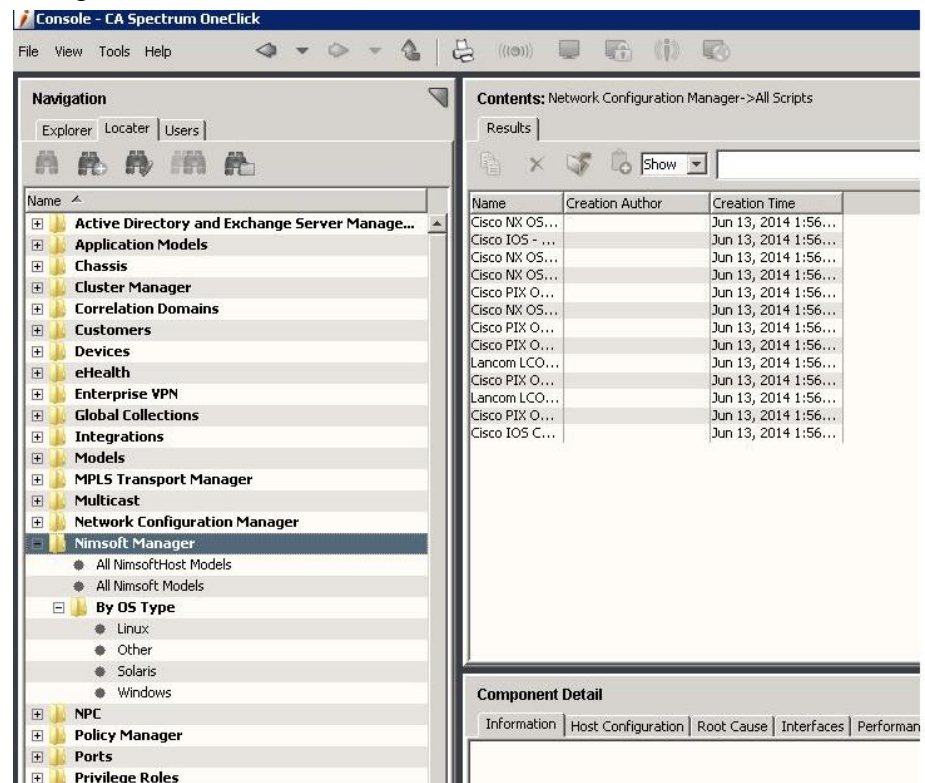 Console - CA Spectrum OneClick
File View Tools Help
Navigation
Explorer Locater Users
Name
Active Directory and Exchange Server Manage...
Application Models
Chassis
Cluster Manager
Correlation Domains
Customers
Devices
eHealth
Enterprise VPN
Global Collections
Integrations
Models
MPLS Transport Manager
Multicast
Network Configuration Manager
Nimsoft Manager
All NimsoftHost Models
All Nimsoft Models
By OS Type
Linux
Other
Solaris
Windows
NPC
Policy Manager
Ports
Privilege Roles
Contents: Network Configuration Manager->All Scripts
Results
Show
Name Creation Author Creation Time
Cisco NX OS... Jun 13, 2014 1:56...
Cisco IOS - ... Jun 13, 2014 1:56...
Cisco NX OS... Jun 13, 2014 1:56...
Cisco NX OS... Jun 13, 2014 1:56...
Cisco PIX O... Jun 13, 2014 1:56...
Cisco NX OS... Jun 13, 2014 1:56...
Cisco PIX O... Jun 13, 2014 1:56...
Cisco PIX O... Jun 13, 2014 1:56...
Lancom LCO... Jun 13, 2014 1:56...
Cisco PIX O... Jun 13, 2014 1:56...
Lancom LCO... Jun 13, 2014 1:56...
Cisco PIX O... Jun 13, 2014 1:56...
Cisco IOS C... Jun 13, 2014 1:56...
Component Detail
Information Host Configuration Root Cause Interfaces Performan